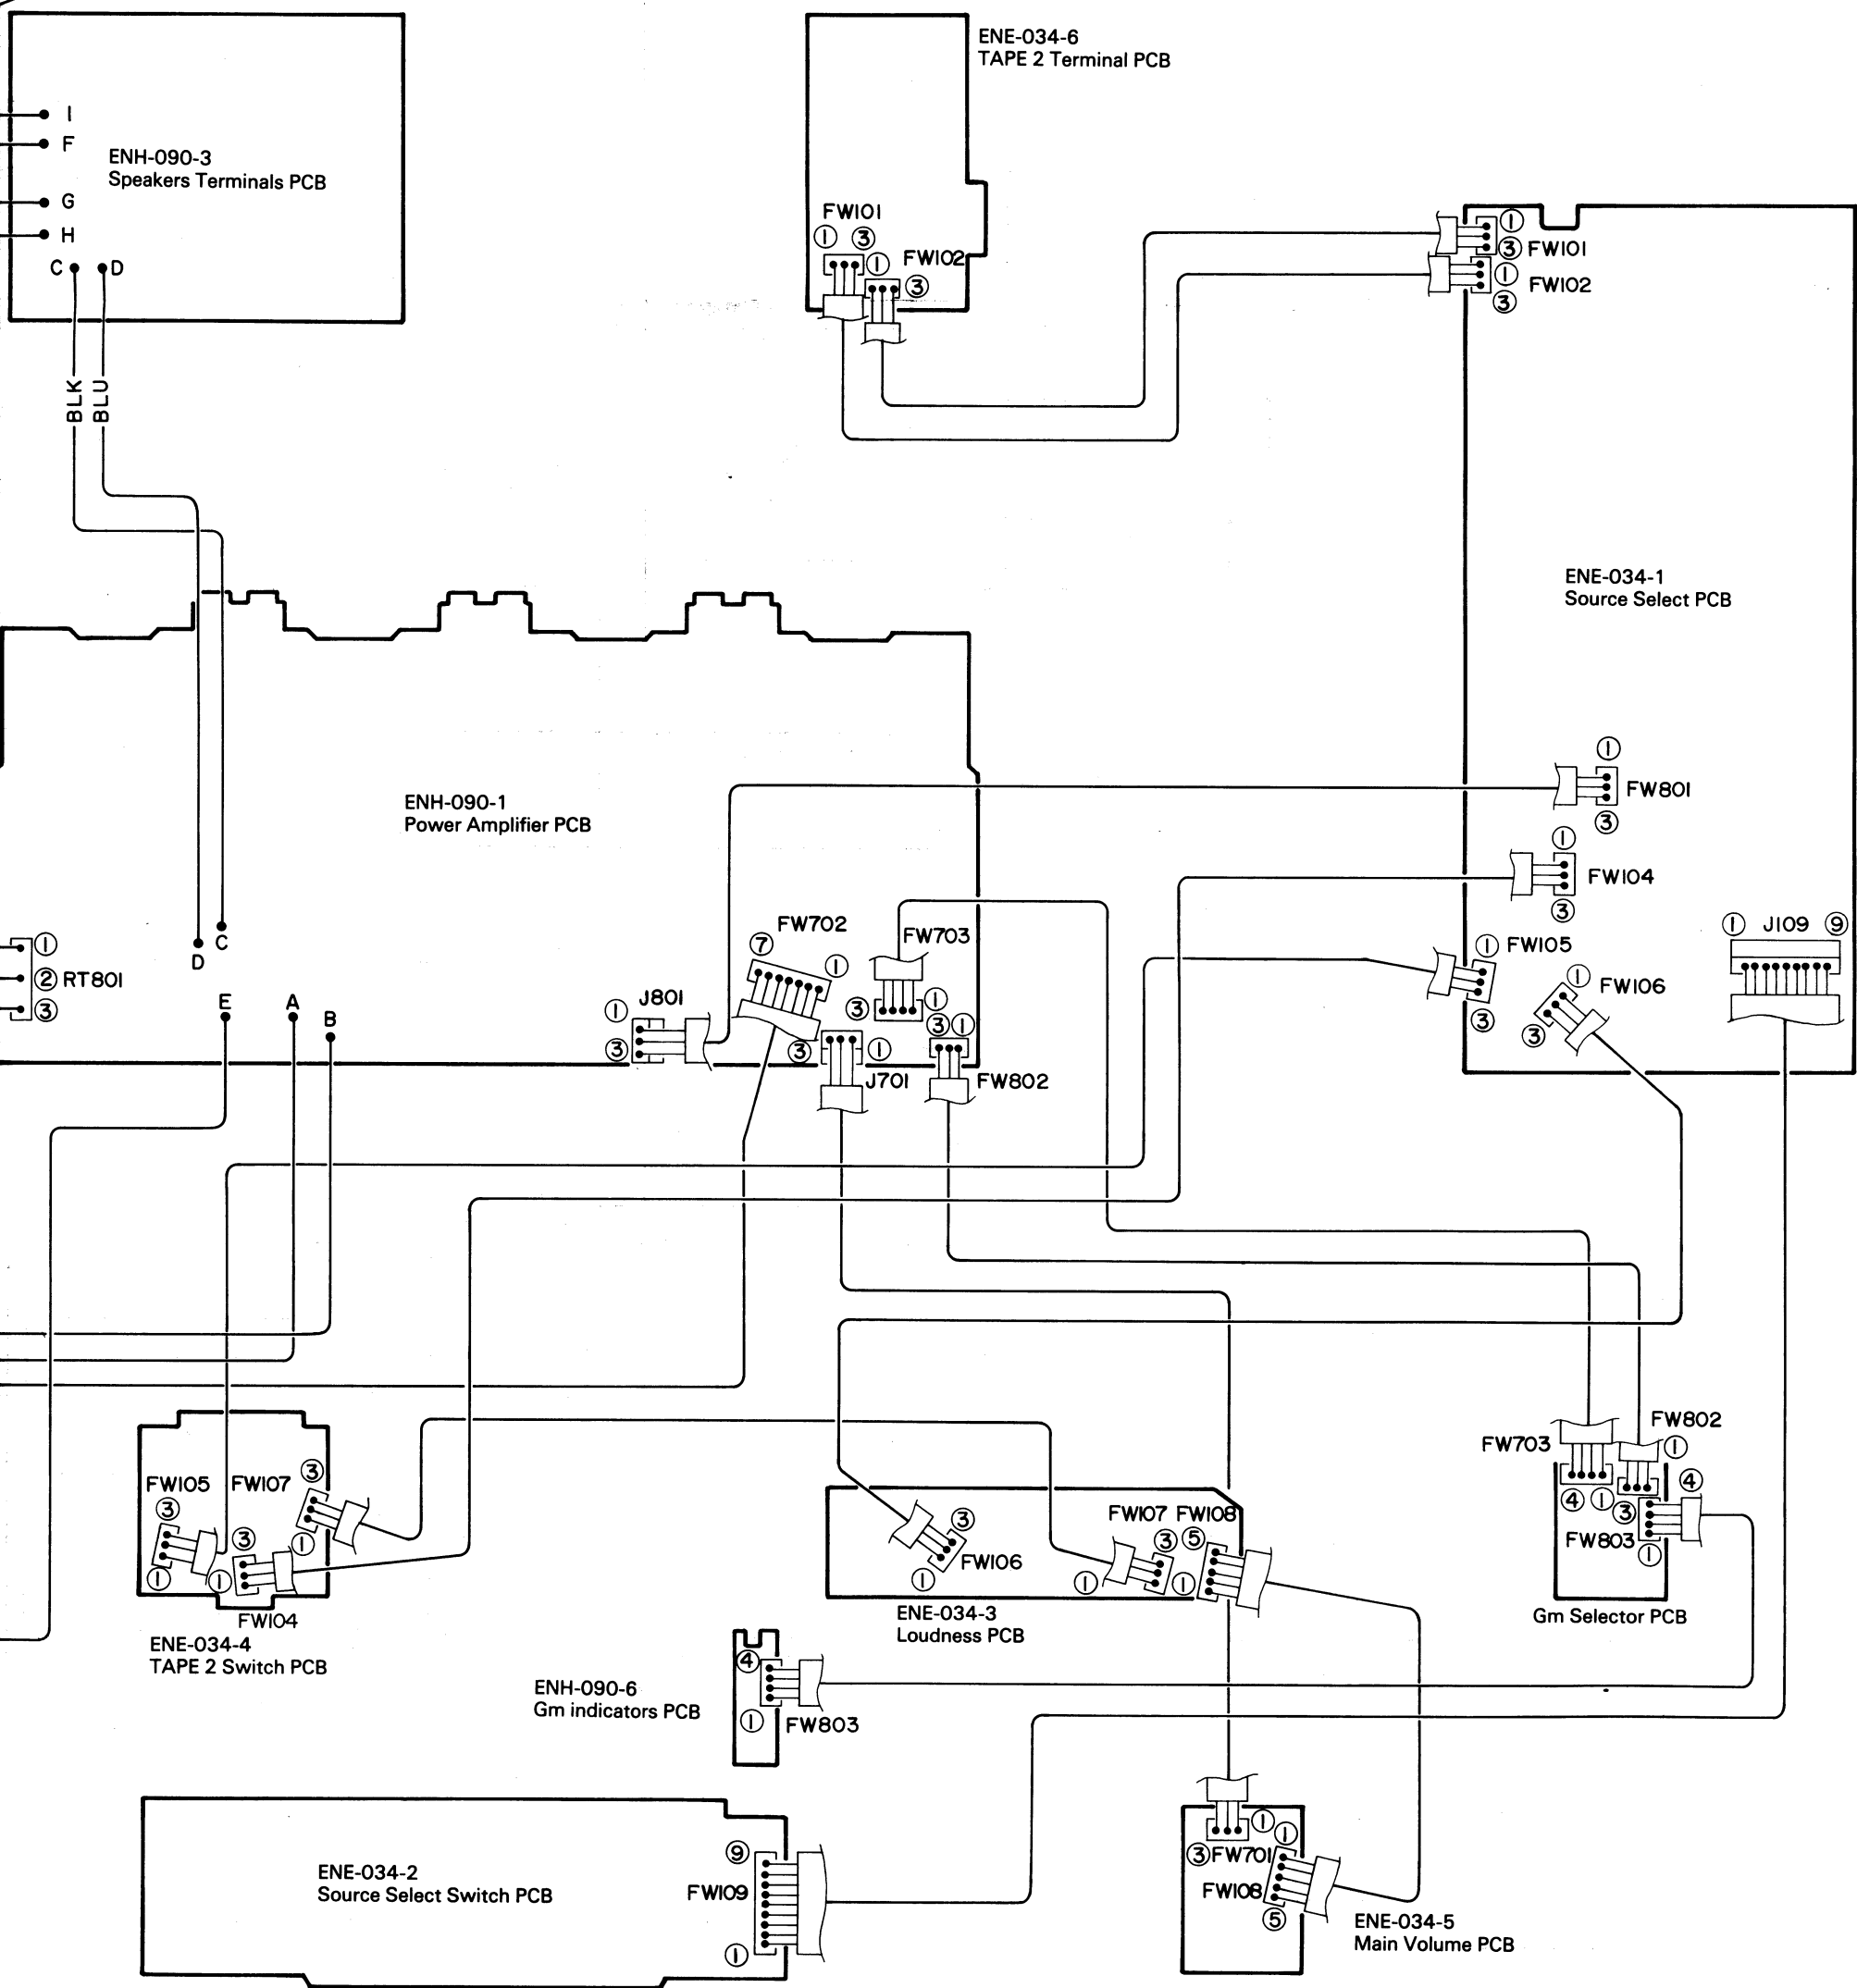 I
F
ENH-090-3
Speakers Terminals PCB
G
H
C
D
BLK
BLU
ENE-034-6
TAPE 2 Terminal PCB
FW101
① ③
FW102
①
③
①
③ FW101
①
FW102
③
ENE-034-1
Source Select PCB
ENH-090-1
Power Amplifier PCB
①
FW801
③
①
FW104
③
① J109 ⑨
① FW105
③
① FW106
③
①
② RT801
③
D
C
E
A
B
① J801
③
FW702
⑦
①
FW703
③ ①
③ ①
③ ①
J701
FW802
FW105
③
①
FW107
③
①
③
①
FW104
ENE-034-4
TAPE 2 Switch PCB
③
FW106
①
FW107 FW108
③ ⑤
① ①
ENE-034-3
Loudness PCB
FW802
FW703
①
④
④ ①
③
FW803
①
Gm Selector PCB
④
ENH-090-6
Gm indicators PCB
①
FW803
ENE-034-2
Source Select Switch PCB
⑨
FW109
①
①
①
③ FW701
FW108
⑤
ENE-034-5
Main Volume PCB